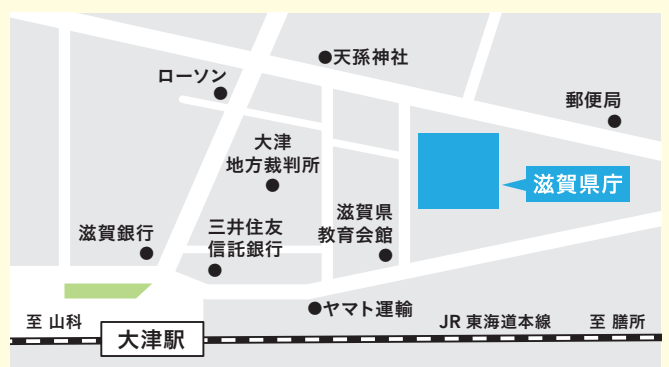 天孫神社
ローソン
郵便局
大津
地方裁判所
滋賀県庁
滋賀県
教育会館
三井住友
信託銀行
滋賀銀行
ヤマト運輸
至 山科
大津駅
JR 東海道本線
至 膳所